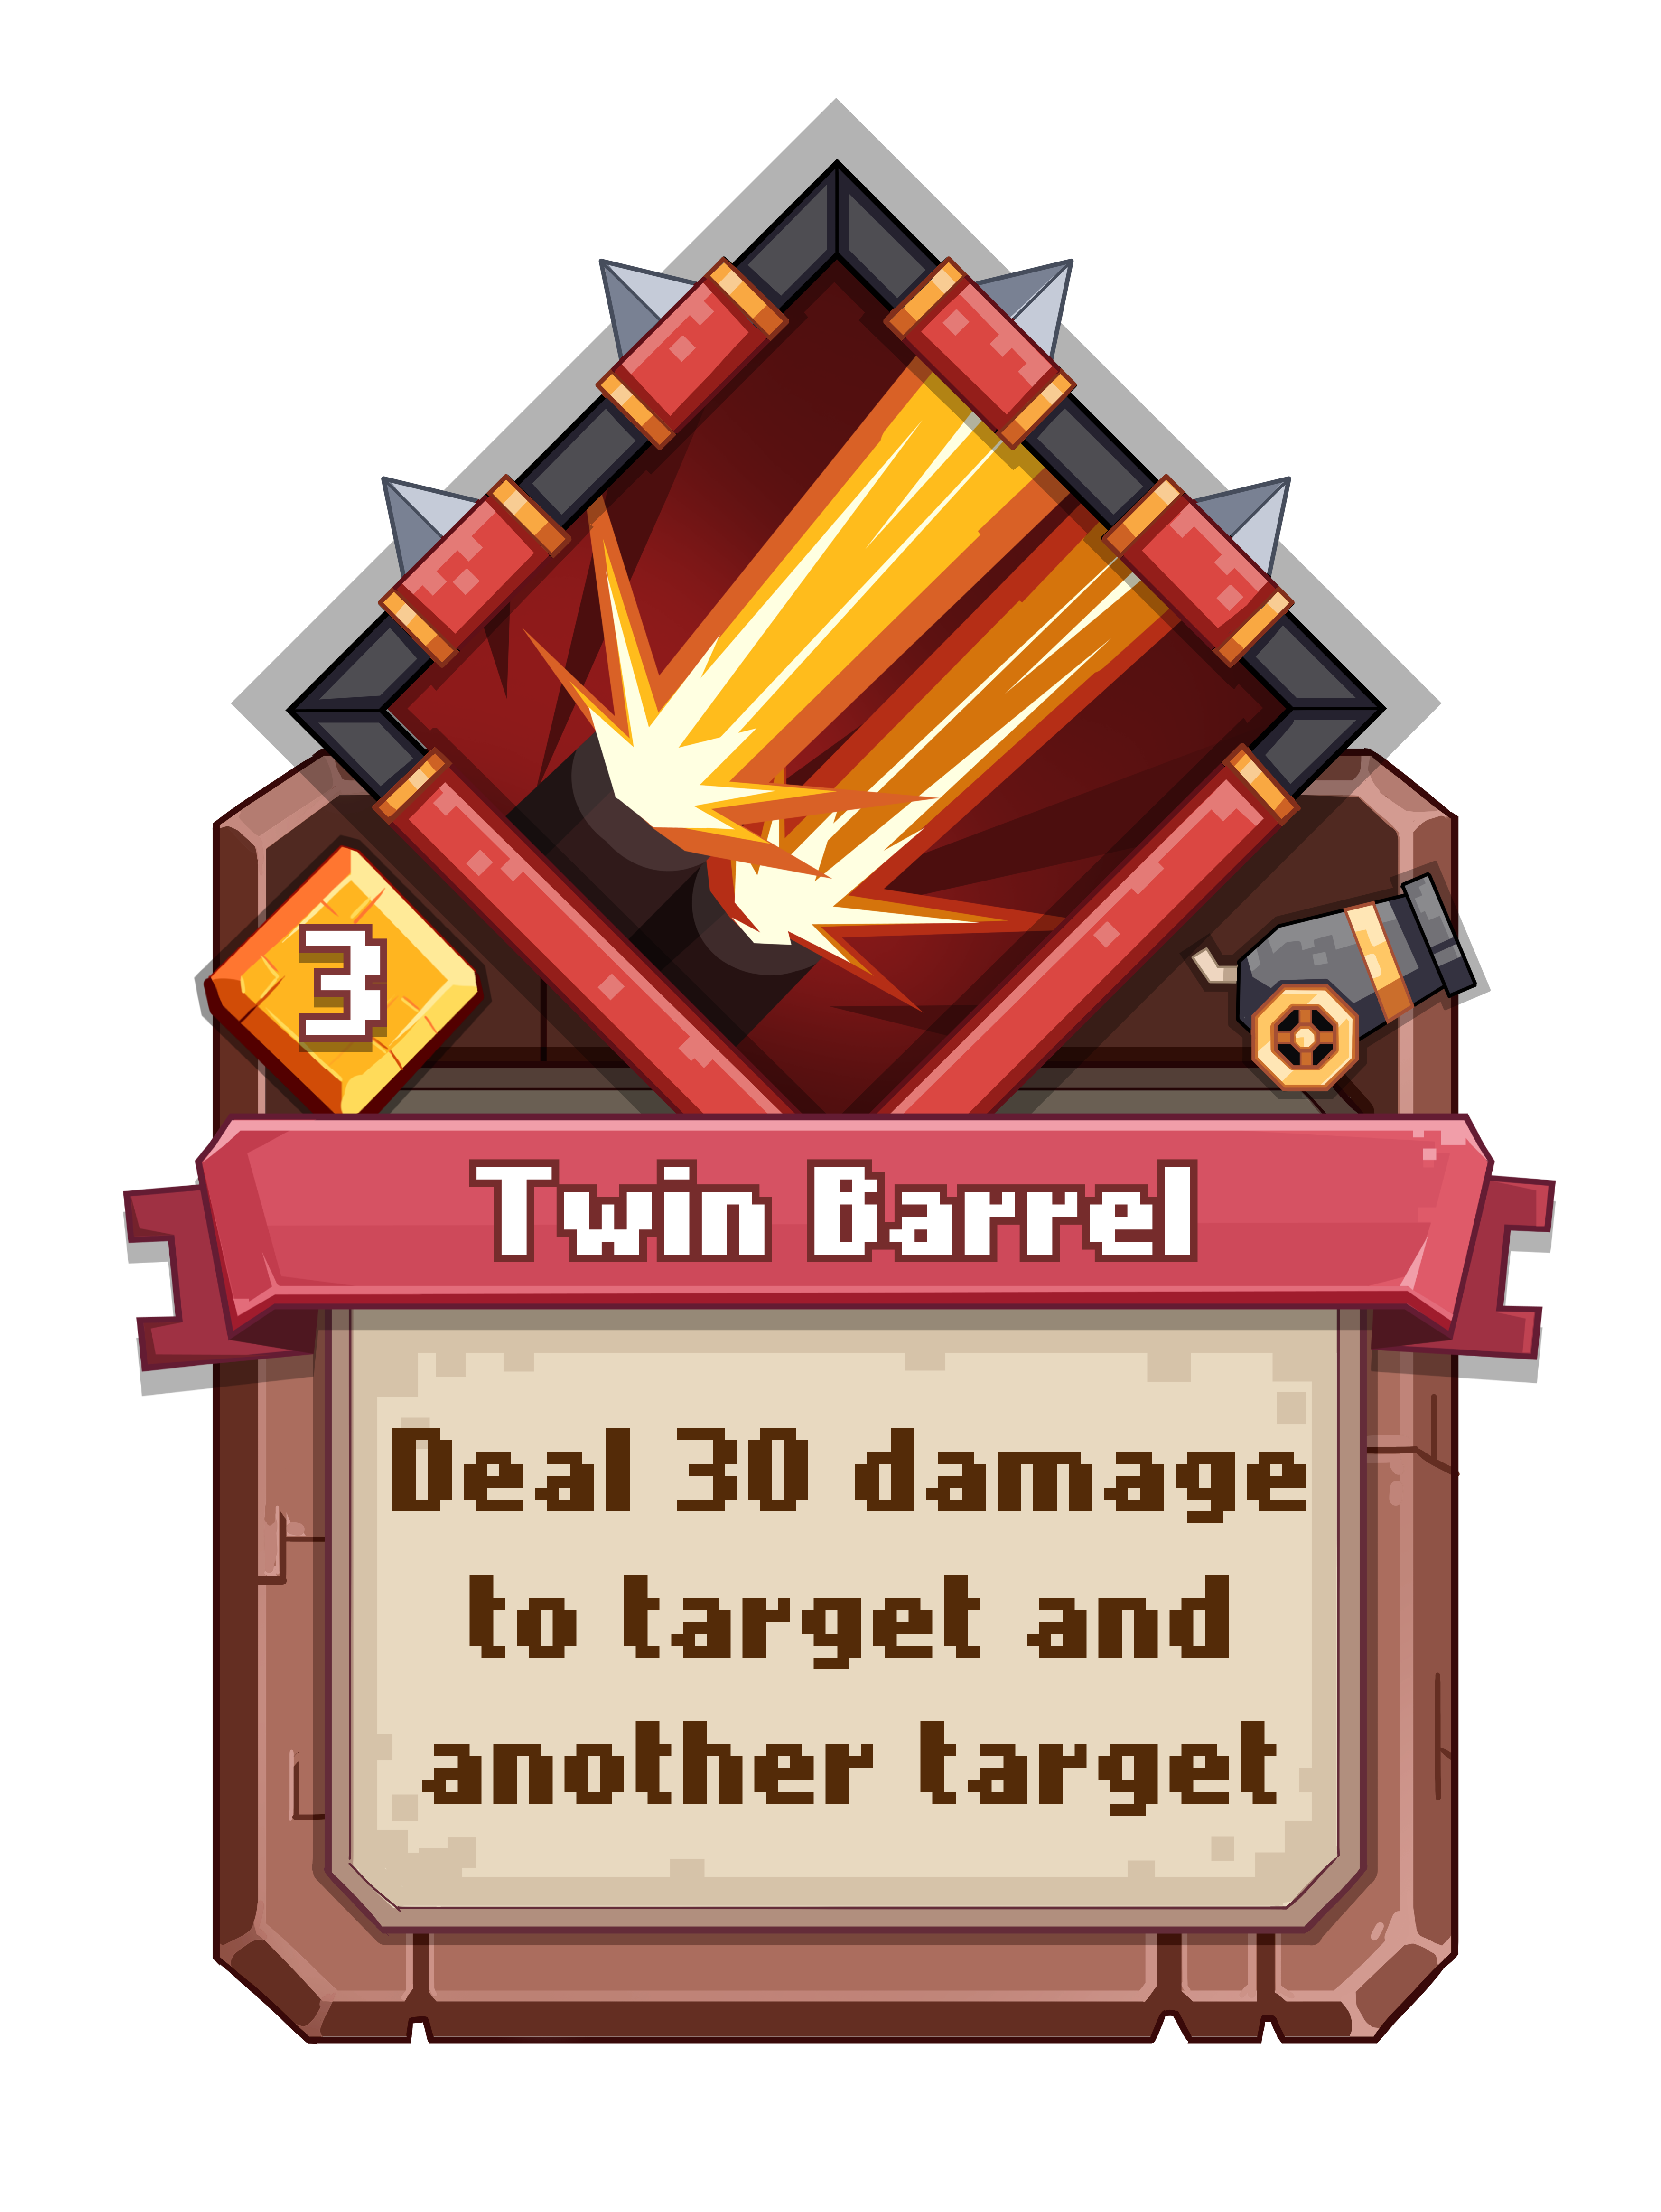 3
Twin Barrel
Deal 30 damage
to target and
another target